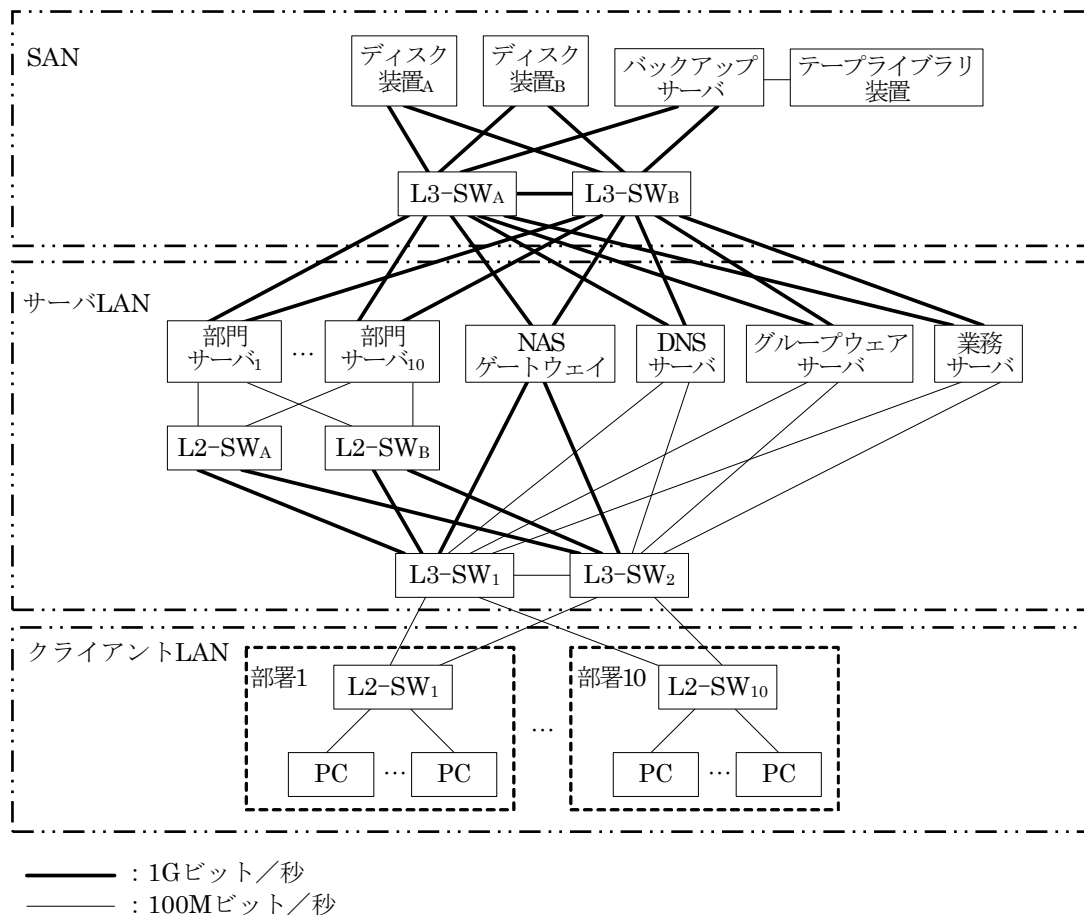 SAN
ディスク
装置A
ディスク
装置B
バックアップ
サーバ
テープライブラリ
装置
L3-SWA
L3-SWB
サーバLAN
部門
サーバ1
…
部門
サーバ10
NAS
ゲートウェイ
DNS
サーバ
グループウェア
サーバ
業務
サーバ
L2-SWA
L2-SWB
L3-SW1
L3-SW2
クライアントLAN
部署1
L2-SW1
PC
…
PC
…
部署10
L2-SW10
PC
…
PC
：1Gビット／秒
：100Mビット／秒